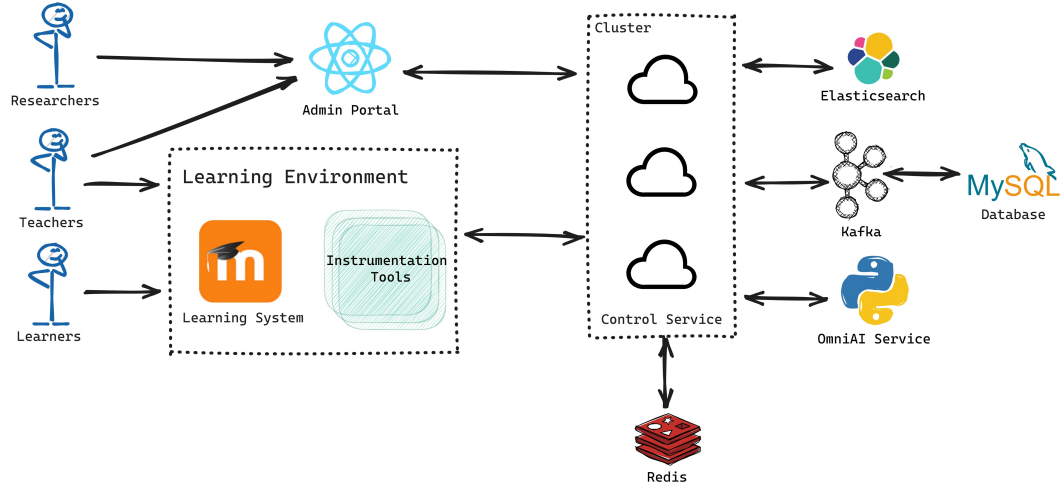 Researchers
Teachers
Learners
Admin Portal
Learning Environment
m
Learning System
Instrumentation
Tools
Cluster
Control Service
Redis
Elasticsearch
Kafka
MySQL
Database
OmniAI Service